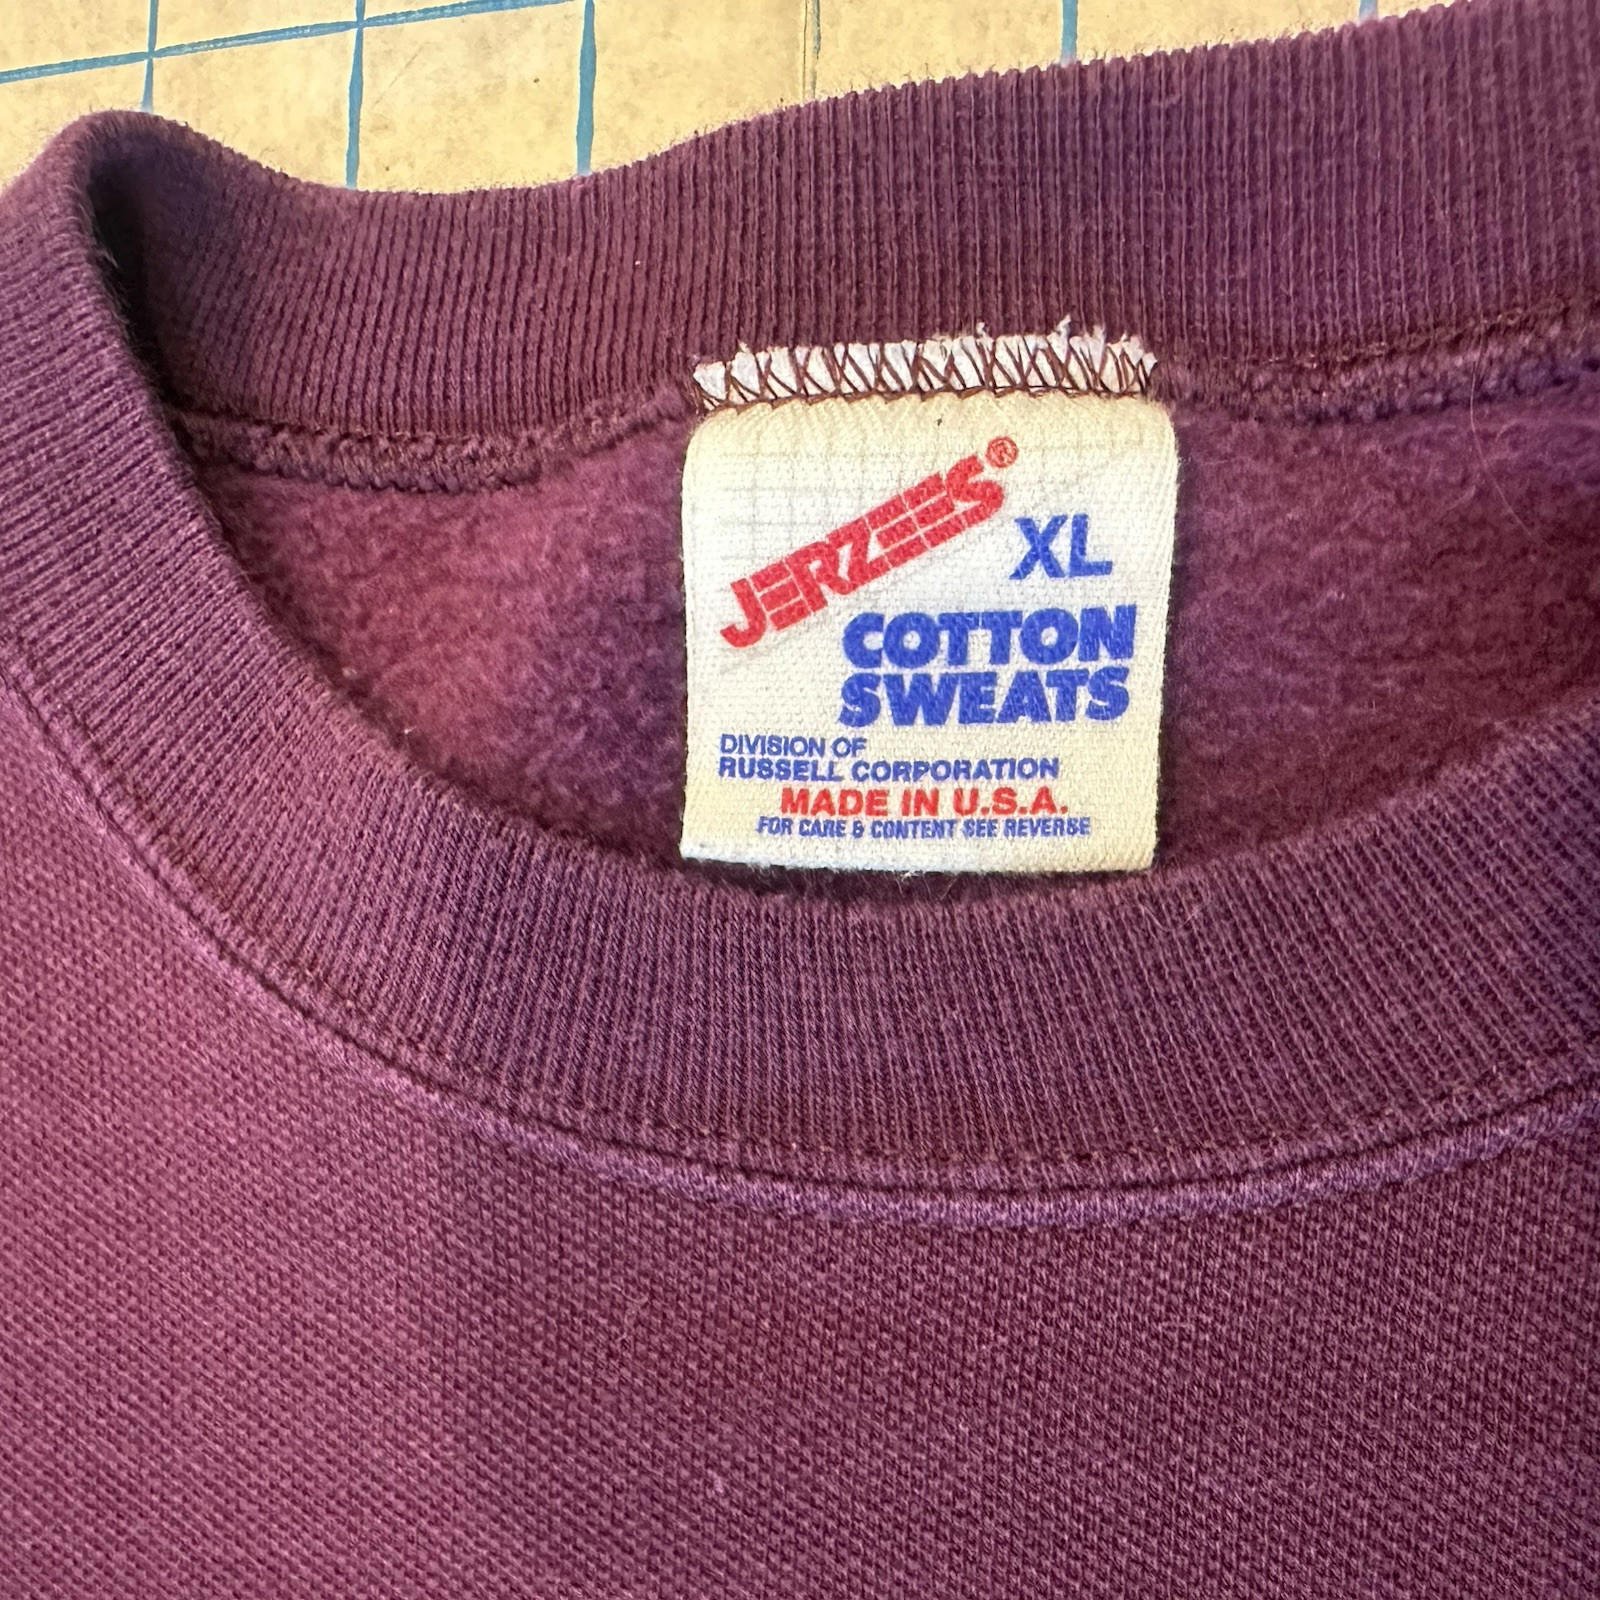 JERZEES®
XL
COTTON
SWEATS
DIVISION OF
RUSSELL CORPORATION
MADE IN U.S.A.
FOR CARE & CONTENT SEE REVERSE